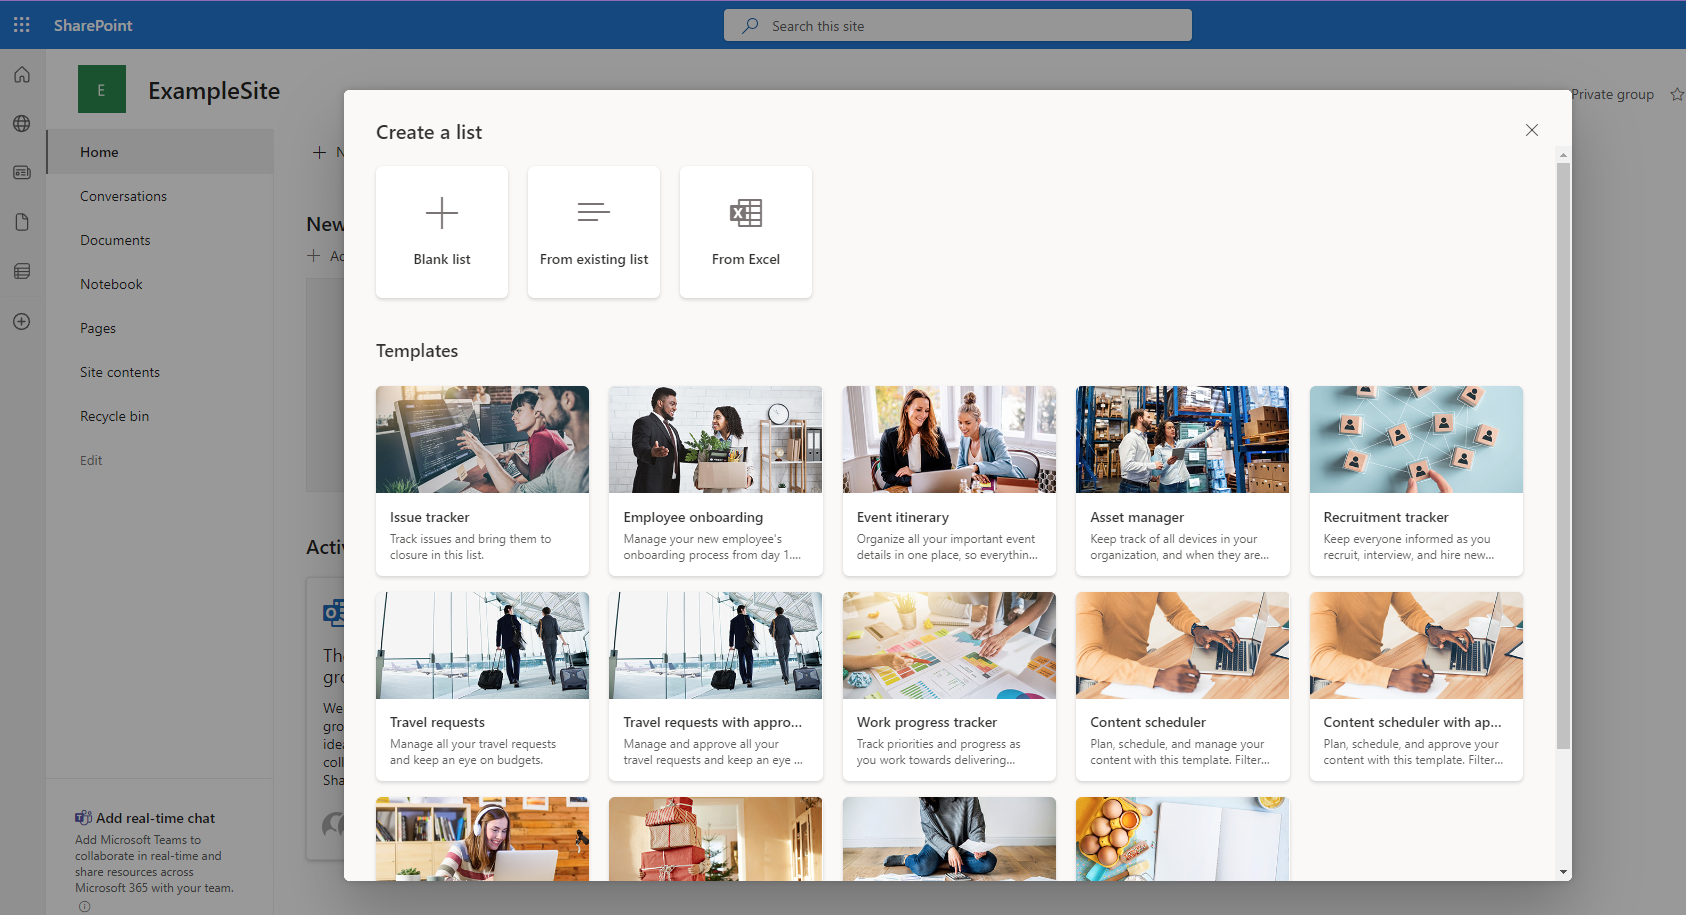 SharePoint
Search this site
E
ExampleSite
Private group
Home
Conversations
Documents
Notebook
Pages
Site contents
Recycle bin
Edit
Add real-time chat
Add Microsoft Teams to
collaborate in real-time and
share resources across
Microsoft 365 with your team.
Create a list
Blank list
From existing list
From Excel
Templates
Issue tracker
Track issues and bring them to
closure in this list.
Employee onboarding
Manage your new employee's
onboarding process from day 1....
Event itinerary
Organize all your important event
details in one place, so everythin...
Asset manager
Keep track of all devices in your
organization, and when they are...
Recruitment tracker
Keep everyone informed as you
recruit, interview, and hire new...
Travel requests
Manage all your travel requests
and keep an eye on budgets.
Travel requests with appro...
Manage and approve all your
travel requests and keep an eye ...
Work progress tracker
Track priorities and progress as
you work towards delivering...
Content scheduler
Plan, schedule, and manage your
content with this template. Filter...
Content scheduler with ap...
Plan, schedule, and approve your
content with this template. Filter...